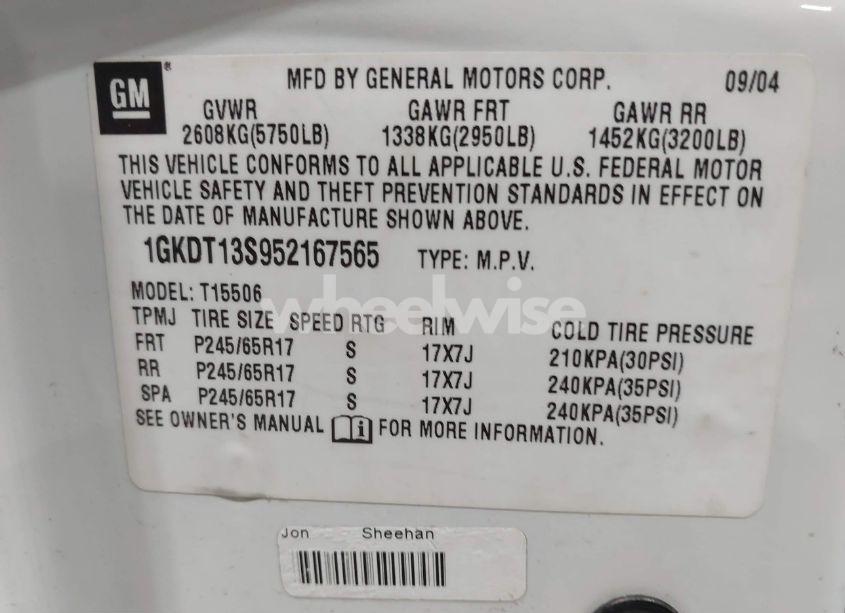 GM ® MFD BY GENERAL MOTORS CORP. 09/04
GVWR GAWR FRT GAWR RR
2608KG(5750LB) 1338KG(2950LB) 1452KG(3200LB)
THIS VEHICLE CONFORMS TO ALL APPLICABLE U.S. FEDERAL MOTOR
VEHICLE SAFETY AND THEFT PREVENTION STANDARDS IN EFFECT ON
THE DATE OF MANUFACTURE SHOWN ABOVE.
1GKDT13S952167565 TYPE: M.P.V.
MODEL: T15506
wheelwise
TPMJ TIRE SIZE SPEED RTG RIM COLD TIRE PRESSURE
FRT P245/65R17 S 17X7J 210KPA(30PSI)
RR P245/65R17 S 17X7J 240KPA(35PSI)
SPA P245/65R17 S 17X7J 240KPA(35PSI)
SEE OWNER'S MANUAL i FOR MORE INFORMATION.
Jon Sheehan